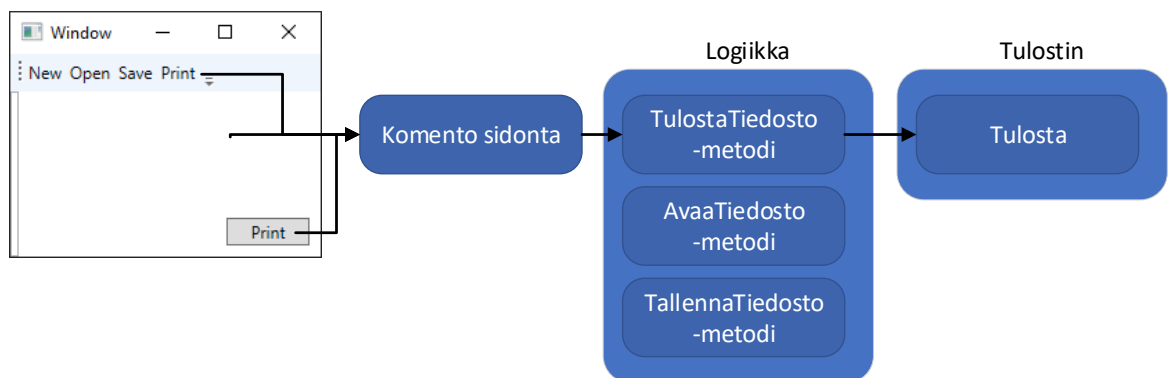 Window
New Open Save Print
Print
Komento sidonta
Logiikka
TulostaTiedosto
-metodi
AvaaTiedosto
-metodi
TallennaTiedosto
-metodi
Tulostin
Tulosta